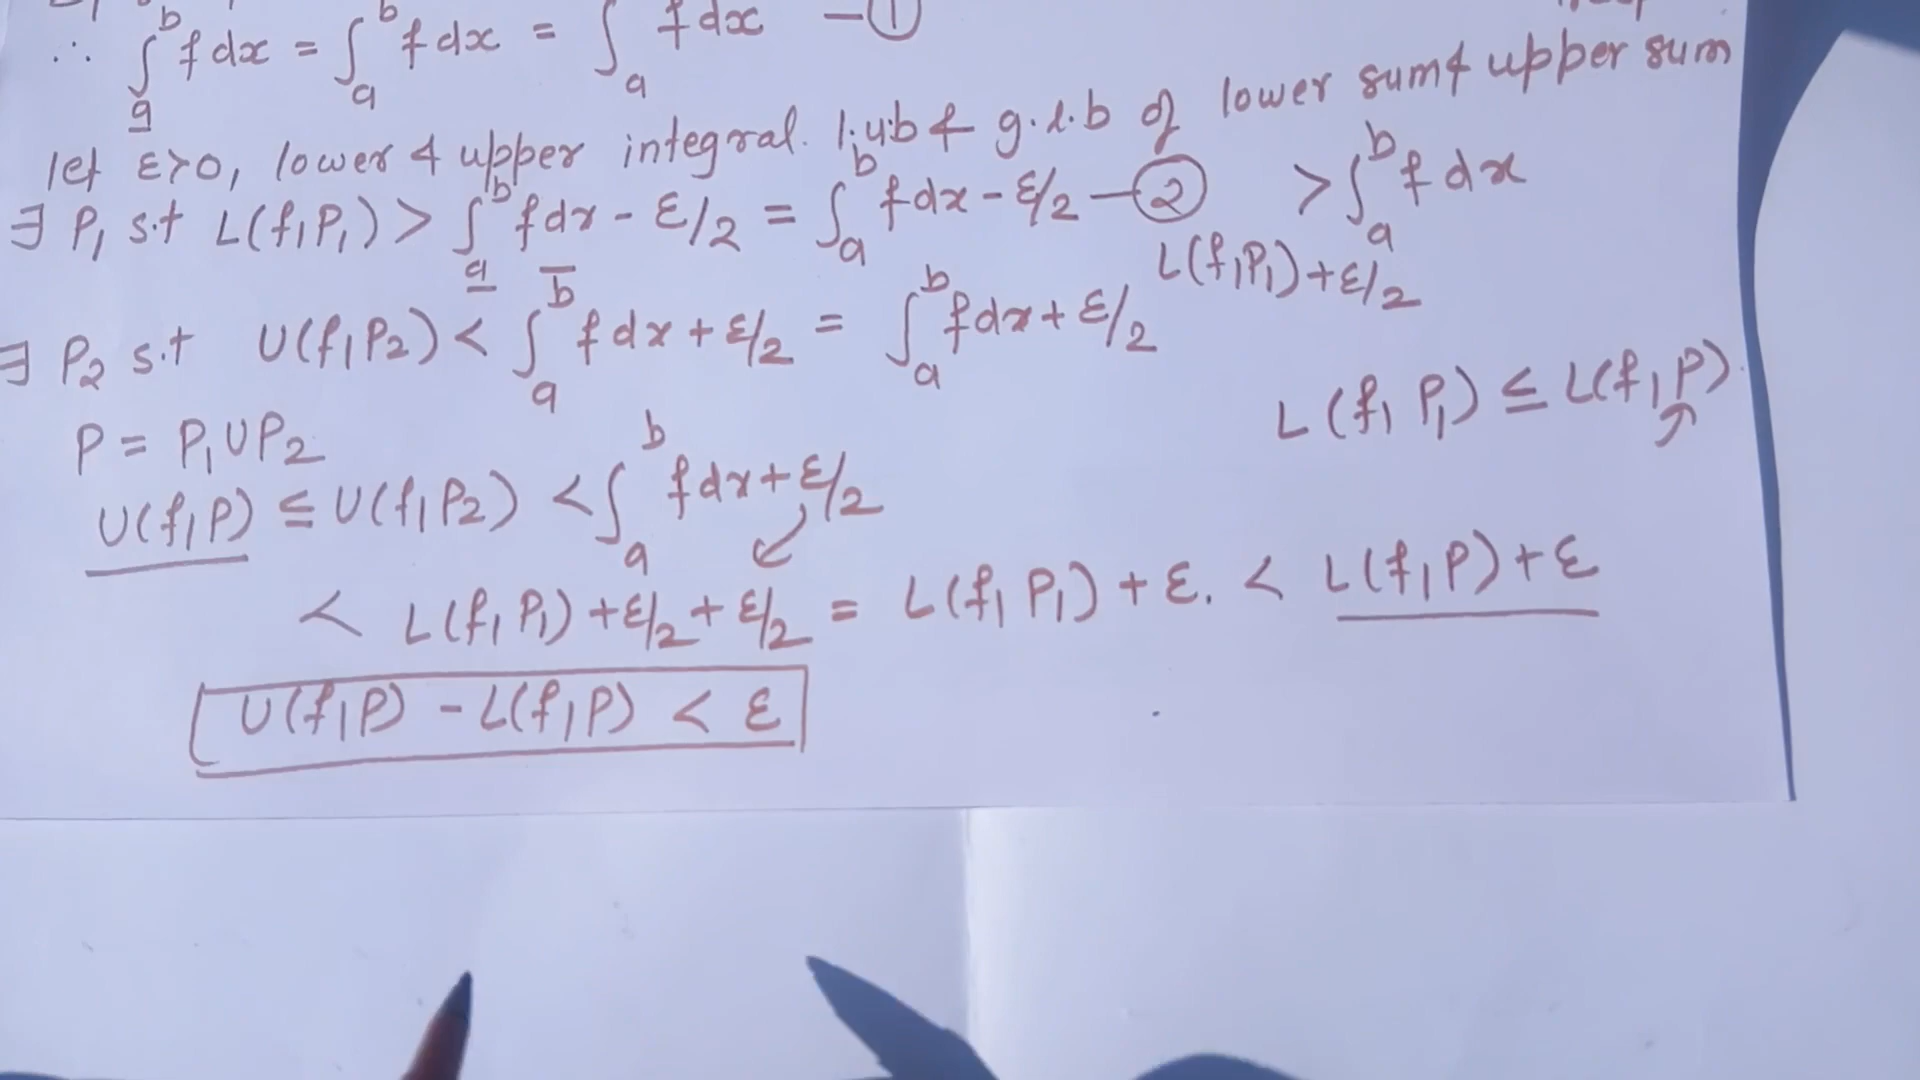 ∴ ∫_a^b f dx = ∫_a^b f dx = ∫_a f dx —①
let ε>0, lower & upper integral. l.u.b & g.l.b of lower sum & upper sum
∃ P₁ s.t L(f,P₁) > ∫_a^b f dx - ε/2 = ∫_a^b f dx - ε/2 —② > ∫_a^b f dx
L(f,P₁)+ε/2
∃ P₂ s.t U(f,P₂) < ∫_a^b̅ f dx + ε/2 = ∫_a^b f dx + ε/2
L(f, P₁) ≤ L(f,P)
P = P₁UP₂
U(f,P) ≤ U(f,P₂) < ∫_a^b f dx + ε/2
< L(f,P₁) + ε/2 + ε/2 = L(f, P₁) + ε. < L(f,P) + ε
U(f,P) - L(f,P) < ε